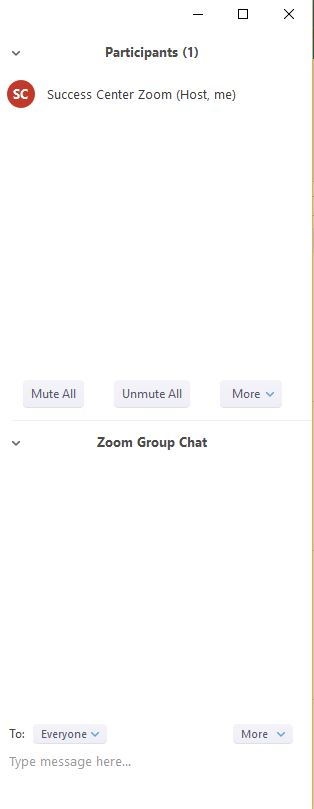 Participants (1)
SC Success Center Zoom (Host, me)
Mute All Unmute All More
Zoom Group Chat
To: Everyone More
Type message here...